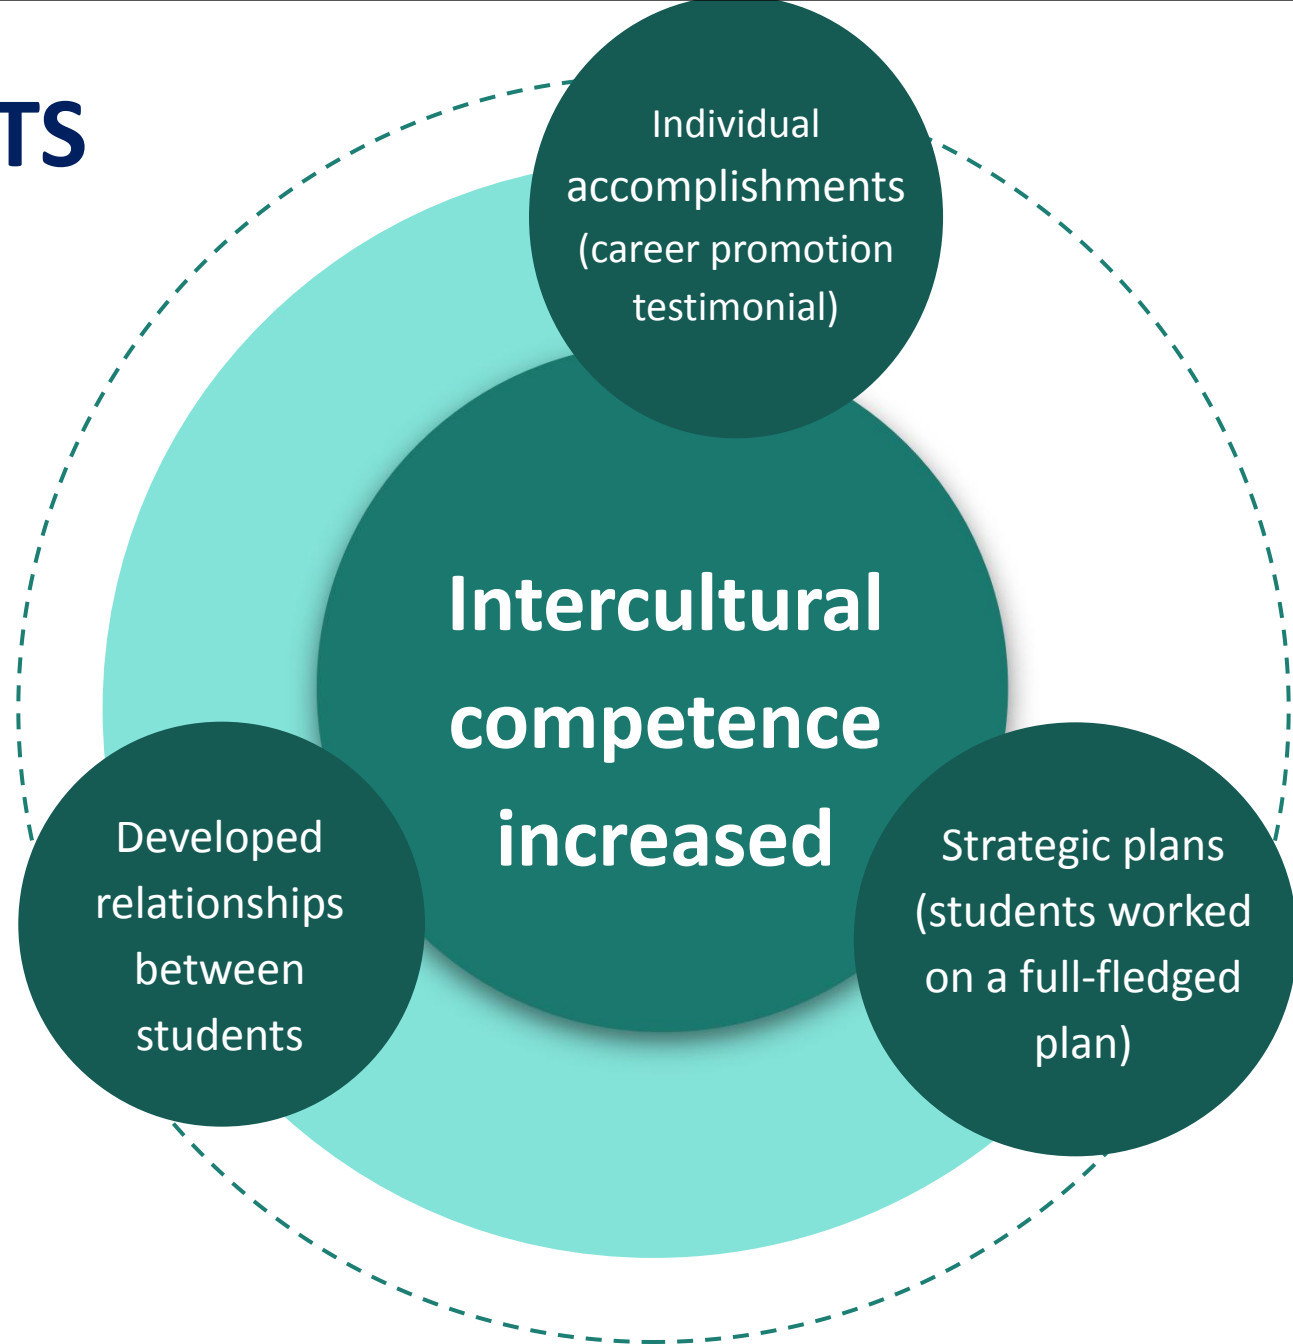 TS
Individual
accomplishments
(career promotion
testimonial)
Intercultural
competence
increased
Developed
relationships
between
students
Strategic plans
(students worked
on a full-fledged
plan)